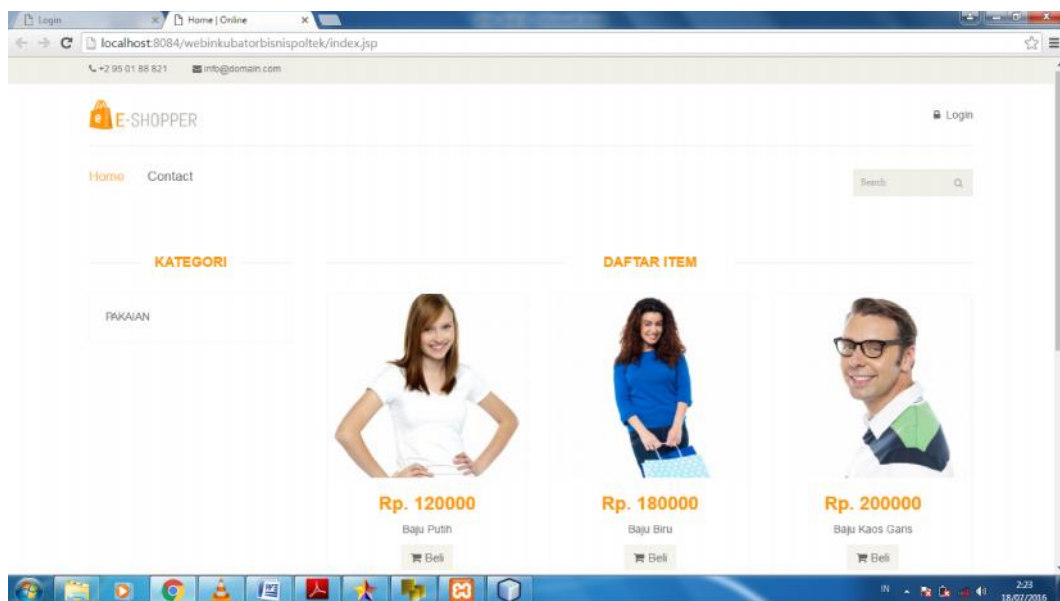 Login
Home | Online
localhost:8084/webinkubatorbisnispoltek/index.jsp
+2 95 01 88 821 info@domain.com
E-SHOPPER
Login
Home Contact
Search
KATEGORI
DAFTAR ITEM
PAKAIAN
Rp. 120000 Rp. 180000 Rp. 200000
Baju Putih Baju Biru Baju Kaos Garis
Beli Beli Beli
IN
2:23
18/07/2016